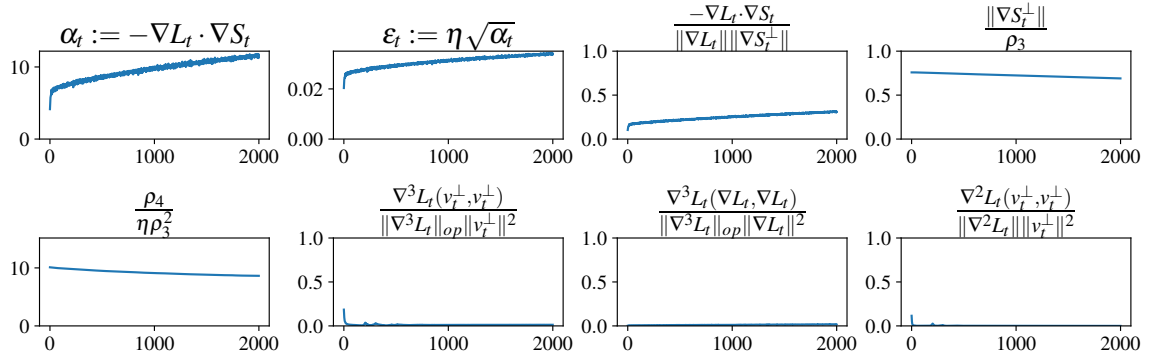 α_t := −∇L_t · ∇S_t
ε_t := η√α_t
−∇L_t·∇S_t
‖∇L_t‖‖∇S_t^⊥‖
‖∇S_t^⊥‖
ρ_3
10
5
0
0 1000 2000
0.02
0.00
0 1000 2000
1.0
0.5
0.0
0 1000 2000
1.0
0.5
0.0
0 1000 2000
ρ_4
ηρ_3^2
∇^3L_t(v_t^⊥,v_t^⊥)
‖∇^3L_t‖_op‖v_t^⊥‖^2
∇^3L_t(∇L_t,∇L_t)
‖∇^3L_t‖_op‖∇L_t‖^2
∇^2L_t(v_t^⊥,v_t^⊥)
‖∇^2L_t‖‖v_t^⊥‖^2
10
0
0 1000 2000
1.0
0.5
0.0
0 1000 2000
1.0
0.5
0.0
0 1000 2000
1.0
0.5
0.0
0 1000 2000